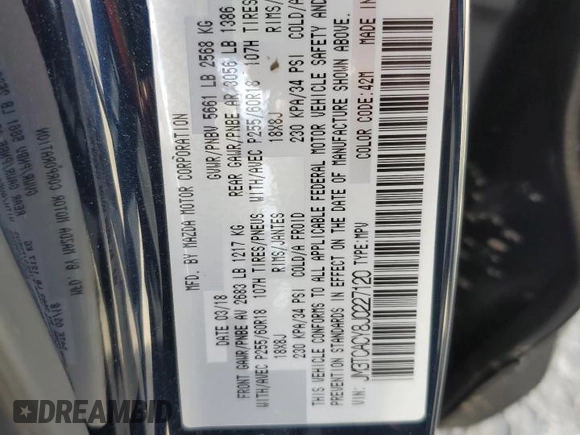 MFD. BY MAZDA MOTOR CORPORATION
DATE 03/18 GVWR/PNBV 5661 LB 2568 KG
FRONT GAWR/PNBE AV 2683 LB 1217 KG REAR GAWR/PNBE AR 3056 LB 1386
WITH/AVEC P255/60R18 107H TIRES/PNEUS WITH/AVEC P255/60R18 107H TIRES
18X8J RIMS/JANTES 18X8J RIMS/
230 KPA/34 PSI COLD/A FROID 230 KPA/34 PSI COLD/A
THIS VEHICLE CONFORMS TO ALL APPLICABLE FEDERAL MOTOR VEHICLE SAFETY AND
PREVENTION STANDARDS IN EFFECT ON THE DATE OF MANUFACTURE SHOWN ABOVE.
JM3TCACY8J0227120 TYPE:MPV COLOR CODE:42M MADE IN
DREAMBID